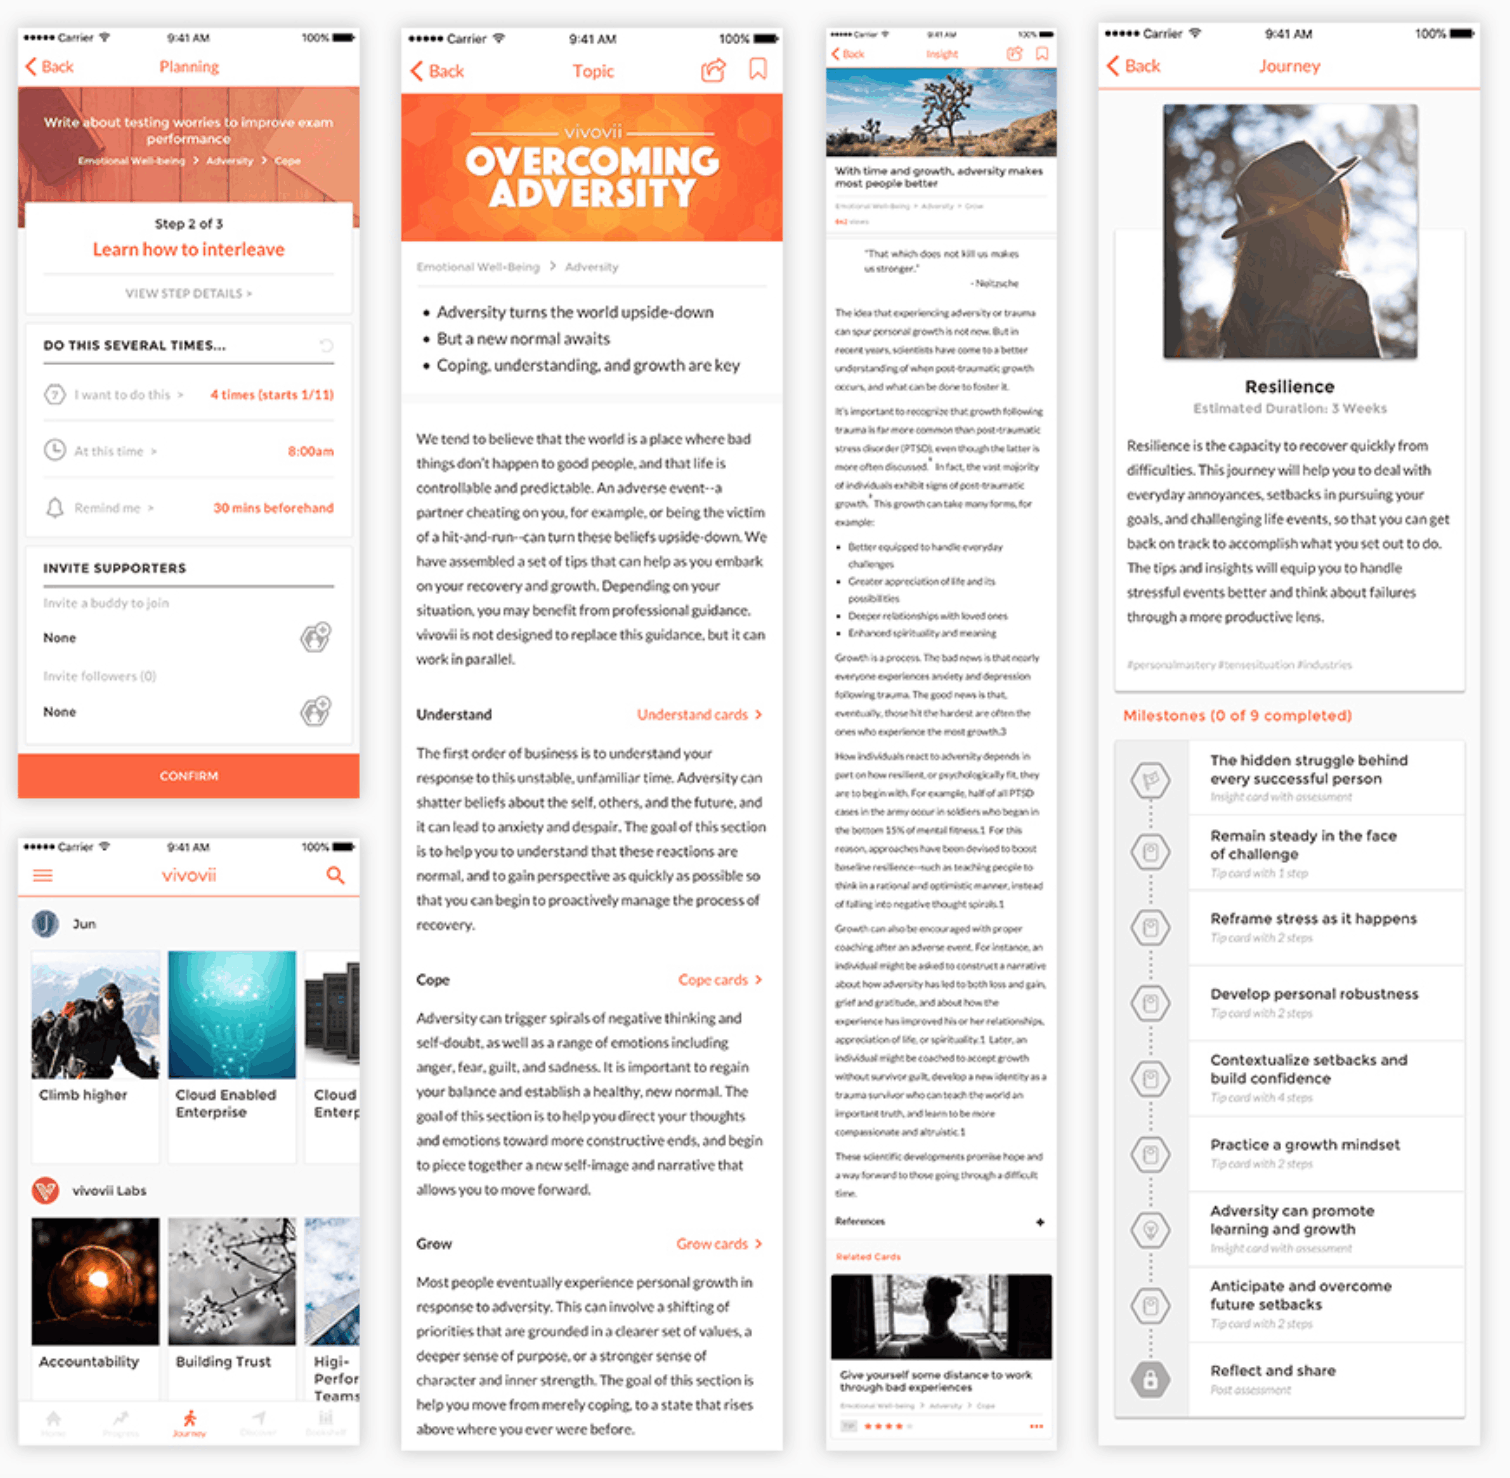 Carrier
9:41 AM
100%
Back
Planning
Write about testing worries to improve exam
performance
Emotional Well-being > Adversity > Cope
Step 2 of 3
Learn how to interleave
VIEW STEP DETAILS >
DO THIS SEVERAL TIMES...
I want to do this > 4 times (starts 1/11)
At this time > 8:00am
Remind me > 30 mins beforehand
INVITE SUPPORTERS
Invite a buddy to join
None
Invite followers (0)
None
CONFIRM
Carrier
9:41 AM
100%
vivovii
J Jun
Climb higher
Cloud Enabled
Enterprise
Cloud
Enterp
vivovii Labs
Accountability
Building Trust
Higi-
Perfor
Teams
Home
Progress
Journey
Discover
Bookshelf
Carrier
9:41 AM
100%
Back
Topic
vivovii
OVERCOMING
ADVERSITY
Emotional Well-Being > Adversity
• Adversity turns the world upside-down
• But a new normal awaits
• Coping, understanding, and growth are key
We tend to believe that the world is a place where bad
things don't happen to good people, and that life is
controllable and predictable. An adverse event--a
partner cheating on you, for example, or being the victim
of a hit-and-run--can turn these beliefs upside-down. We
have assembled a set of tips that can help as you embark
on your recovery and growth. Depending on your
situation, you may benefit from professional guidance.
vivovii is not designed to replace this guidance, but it can
work in parallel.
Understand
Understand cards >
The first order of business is to understand your
response to this unstable, unfamiliar time. Adversity can
shatter beliefs about the self, others, and the future, and
it can lead to anxiety and despair. The goal of this section
is to help you to understand that these reactions are
normal, and to gain perspective as quickly as possible so
that you can begin to proactively manage the process of
recovery.
Cope
Cope cards >
Adversity can trigger spirals of negative thinking and
self-doubt, as well as a range of emotions including
anger, fear, guilt, and sadness. It is important to regain
your balance and establish a healthy, new normal. The
goal of this section is to help you direct your thoughts
and emotions toward more constructive ends, and begin
to piece together a new self-image and narrative that
allows you to move forward.
Grow
Grow cards >
Most people eventually experience personal growth in
response to adversity. This can involve a shifting of
priorities that are grounded in a clearer set of values, a
deeper sense of purpose, or a stronger sense of
character and inner strength. The goal of this section is
help you move from merely coping, to a state that rises
above where you ever were before.
Carrier
9:41 AM
100%
Back
Insight
With time and growth, adversity makes
most people better
Emotional Well-Being > Adversity > Grow
views
"That which does not kill us makes
us stronger."
- Neitzsche
The idea that experiencing adversity or trauma
can spur personal growth is not new. But in
recent years, scientists have come to a better
understanding of when post-traumatic growth
occurs, and what can be done to foster it.
It's important to recognize that growth following
trauma is far more common than post-traumatic
stress disorder (PTSD), even though the latter is
more often discussed. In fact, the vast majority
of individuals exhibit signs of post-traumatic
growth. This growth can take many forms, for
example:
• Better equipped to handle everyday
challenges
• Greater appreciation of life and its
possibilities
• Deeper relationships with loved ones
• Enhanced spirituality and meaning
Growth is a process. The bad news is that nearly
everyone experiences anxiety and depression
following trauma. The good news is that,
eventually, those hit the hardest are often the
ones who experience the most growth.3
How individuals react to adversity depends in
part on how resilient, or psychologically fit, they
are to begin with. For example, half of all PTSD
cases in the army occur in soldiers who began in
the bottom 15% of mental fitness.1 For this
reason, approaches have been devised to boost
baseline resilience--such as teaching people to
think in a rational and optimistic manner, instead
of falling into negative thought spirals.1
Growth can also be encouraged with proper
coaching after an adverse event. For instance, an
individual might be asked to construct a narrative
about how adversity has led to both loss and gain,
grief and gratitude, and about how the
experience has improved his or her relationships,
appreciation of life, or spirituality.1 Later, an
individual might be coached to accept growth
without survivor guilt, develop a new identity as a
trauma survivor who can teach the world an
important truth, and learn to be more
compassionate and altruistic.1
These scientific developments promise hope and
a way forward to those going through a difficult
time.
References +
Related Cards
Give yourself some distance to work
through bad experiences
Emotional Well-being > Adversity > Cope
TIP
Carrier
9:41 AM
100%
Back
Journey
Resilience
Estimated Duration: 3 Weeks
Resilience is the capacity to recover quickly from
difficulties. This journey will help you to deal with
everyday annoyances, setbacks in pursuing your
goals, and challenging life events, so that you can get
back on track to accomplish what you set out to do.
The tips and insights will equip you to handle
stressful events better and think about failures
through a more productive lens.
#personalmastery #tensesituation #industries
Milestones (0 of 9 completed)
The hidden struggle behind
every successful person
Insight card with assessment
Remain steady in the face
of challenge
Tip card with 1 step
Reframe stress as it happens
Tip card with 2 steps
Develop personal robustness
Tip card with 2 steps
Contextualize setbacks and
build confidence
Tip card with 4 steps
Practice a growth mindset
Tip card with 2 steps
Adversity can promote
learning and growth
Insight card with assessment
Anticipate and overcome
future setbacks
Tip card with 2 steps
Reflect and share
Post assessment